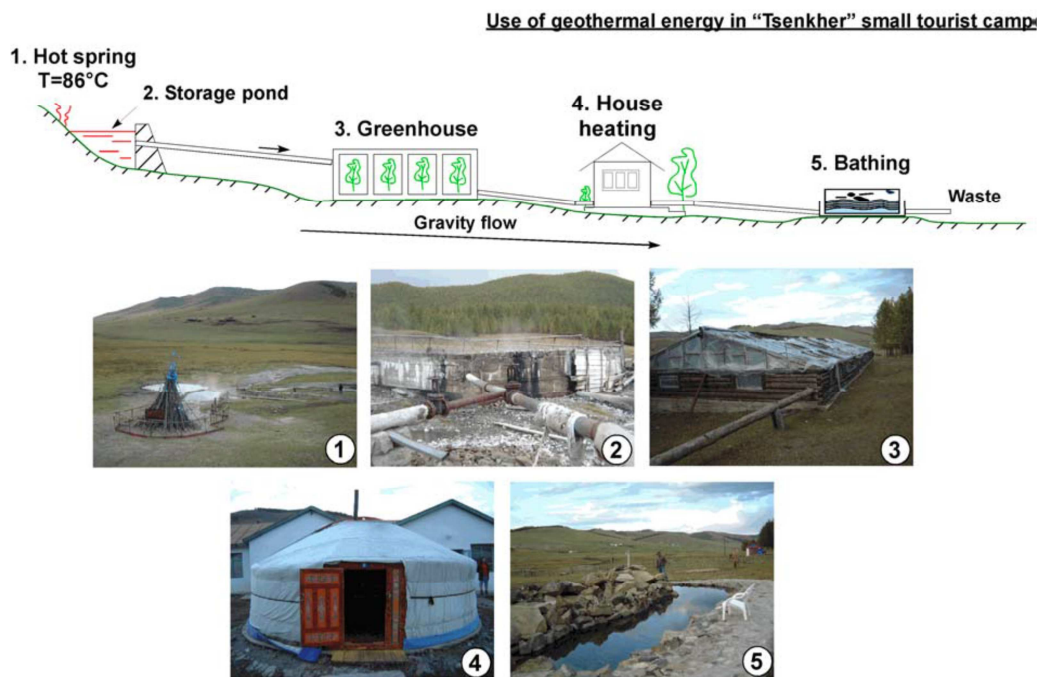 Use of geothermal energy in “Tsenkher” small tourist camp
1. Hot spring
T=86°C
2. Storage pond
3. Greenhouse
4. House
heating
5. Bathing
Waste
Gravity flow
1
2
3
4
5